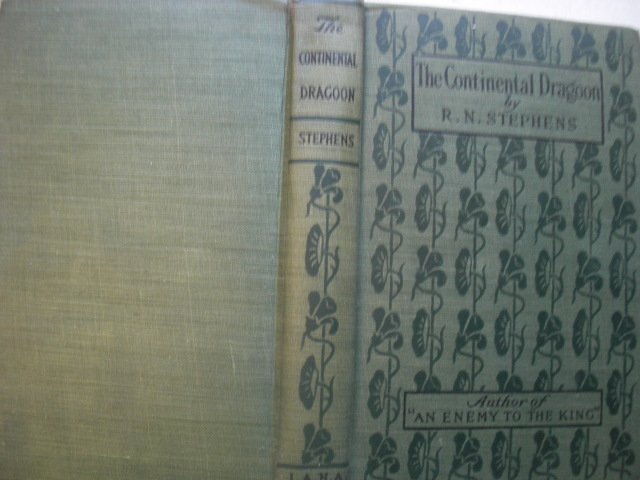 The
CONTINENTAL
DRAGOON
STEPHENS
The Continental Dragoon
by
R. N. STEPHENS
Author of
"AN ENEMY TO THE KING"